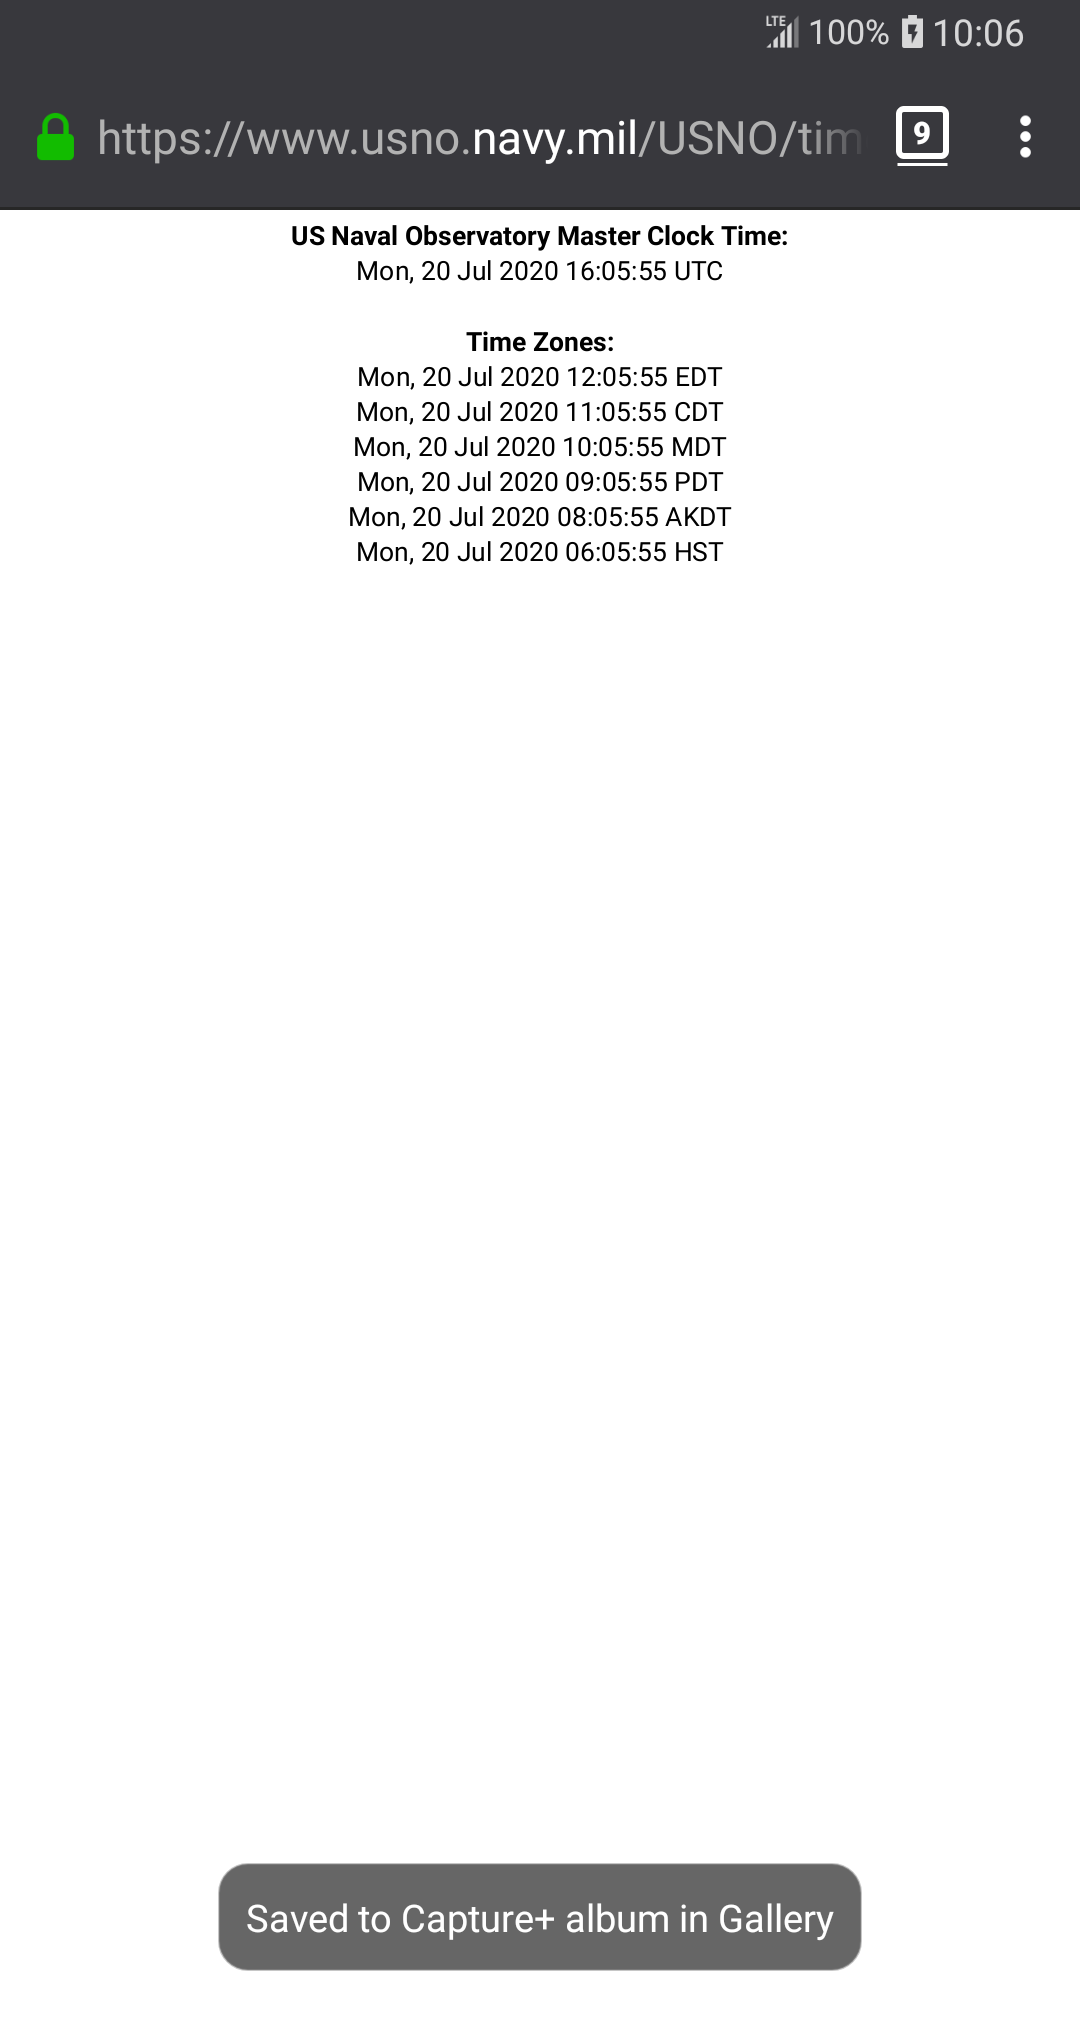 LTE 100% 10:06
https://www.usno.navy.mil/USNO/tim
9
US Naval Observatory Master Clock Time:
Mon, 20 Jul 2020 16:05:55 UTC
Time Zones:
Mon, 20 Jul 2020 12:05:55 EDT
Mon, 20 Jul 2020 11:05:55 CDT
Mon, 20 Jul 2020 10:05:55 MDT
Mon, 20 Jul 2020 09:05:55 PDT
Mon, 20 Jul 2020 08:05:55 AKDT
Mon, 20 Jul 2020 06:05:55 HST
Saved to Capture+ album in Gallery